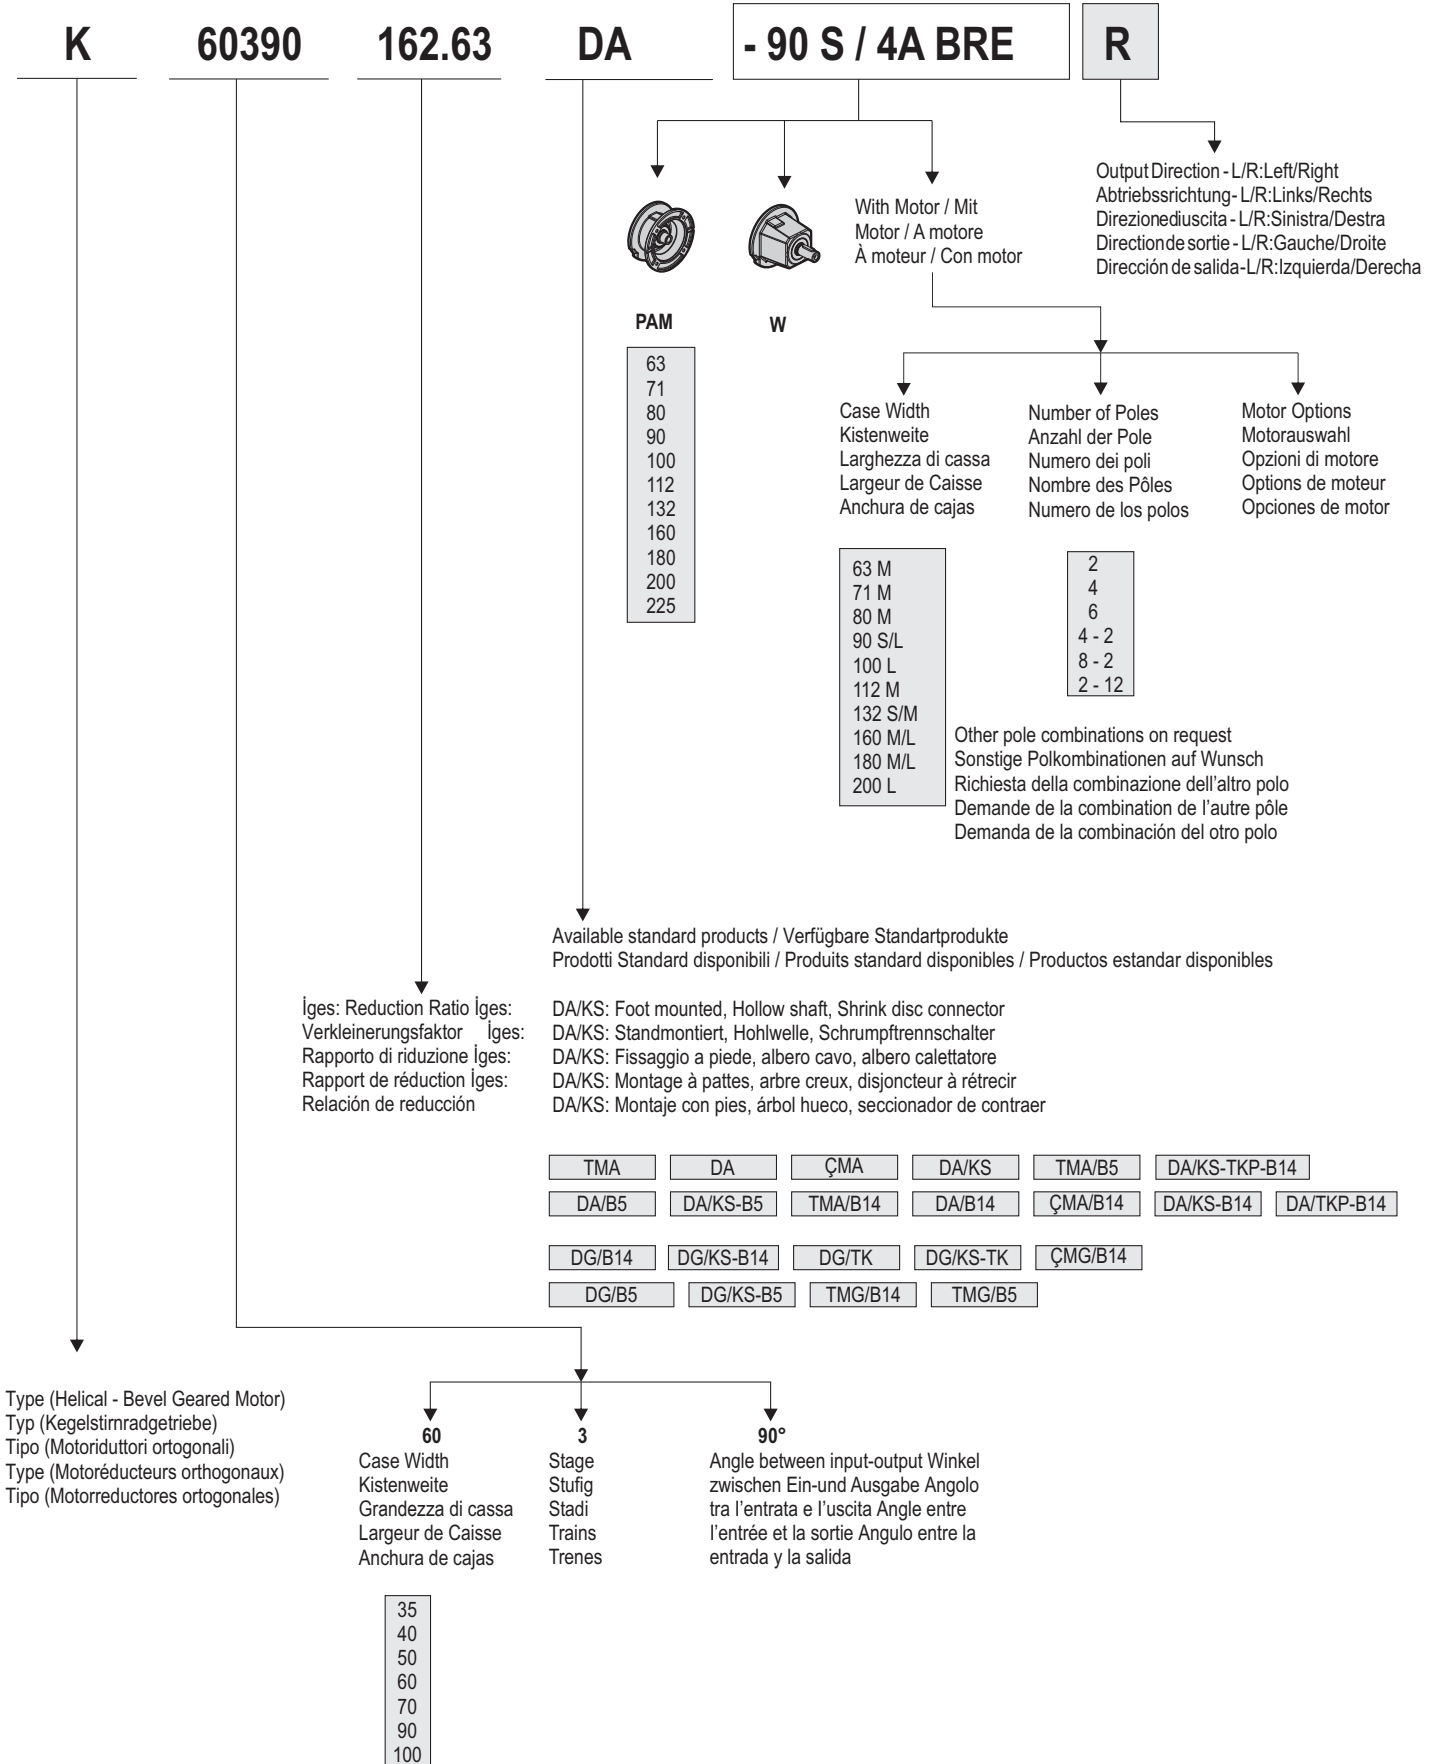 K 60390 162.63 DA - 90 S / 4A BRE R
Output Direction - L/R:Left/Right
Abtriebssrichtung- L/R:Links/Rechts
Direzionediuscita - L/R:Sinistra/Destra
Direction de sortie - L/R:Gauche/Droite
Dirección de salida-L/R:Izquierda/Derecha
With Motor / Mit
Motor / A motore
À moteur / Con motor
PAM
W
63
71
80
90
100
112
132
160
180
200
225
Case Width
Kistenweite
Larghezza di cassa
Largeur de Caisse
Anchura de cajas
Number of Poles
Anzahl der Pole
Numero dei poli
Nombre des Pôles
Numero de los polos
Motor Options
Motorauswahl
Opzioni di motore
Options de moteur
Opciones de motor
63 M
71 M
80 M
90 S/L
100 L
112 M
132 S/M
160 M/L
180 M/L
200 L
2
4
6
4 - 2
8 - 2
2 - 12
Other pole combinations on request
Sonstige Polkombinationen auf Wunsch
Richiesta della combinazione dell'altro polo
Demande de la combination de l'autre pôle
Demanda de la combinación del otro polo
Available standard products / Verfügbare Standartprodukte
Prodotti Standard disponibili / Produits standard disponibles / Productos estandar disponibles
İges: Reduction Ratio İges:
Verkleinerungsfaktor İges:
Rapporto di riduzione İges:
Rapport de réduction İges:
Relación de reducción
DA/KS: Foot mounted, Hollow shaft, Shrink disc connector
DA/KS: Standmontiert, Hohlwelle, Schrumpftrennschalter
DA/KS: Fissaggio a piede, albero cavo, albero calettatore
DA/KS: Montage à pattes, arbre creux, disjoncteur à rétrecir
DA/KS: Montaje con pies, árbol hueco, seccionador de contraer
TMA DA ÇMA DA/KS TMA/B5 DA/KS-TKP-B14
DA/B5 DA/KS-B5 TMA/B14 DA/B14 ÇMA/B14 DA/KS-B14 DA/TKP-B14
DG/B14 DG/KS-B14 DG/TK DG/KS-TK ÇMG/B14
DG/B5 DG/KS-B5 TMG/B14 TMG/B5
Type (Helical - Bevel Geared Motor)
Typ (Kegelstirnradgetriebe)
Tipo (Motoriduttori ortogonali)
Type (Motoréducteurs orthogonaux)
Tipo (Motorreductores ortogonales)
60
Case Width
Kistenweite
Grandezza di cassa
Largeur de Caisse
Anchura de cajas
3
Stage
Stufig
Stadi
Trains
Trenes
90°
Angle between input-output Winkel
zwischen Ein-und Ausgabe Angolo
tra l'entrata e l'uscita Angle entre
l'entrée et la sortie Angulo entre la
entrada y la salida
35
40
50
60
70
90
100